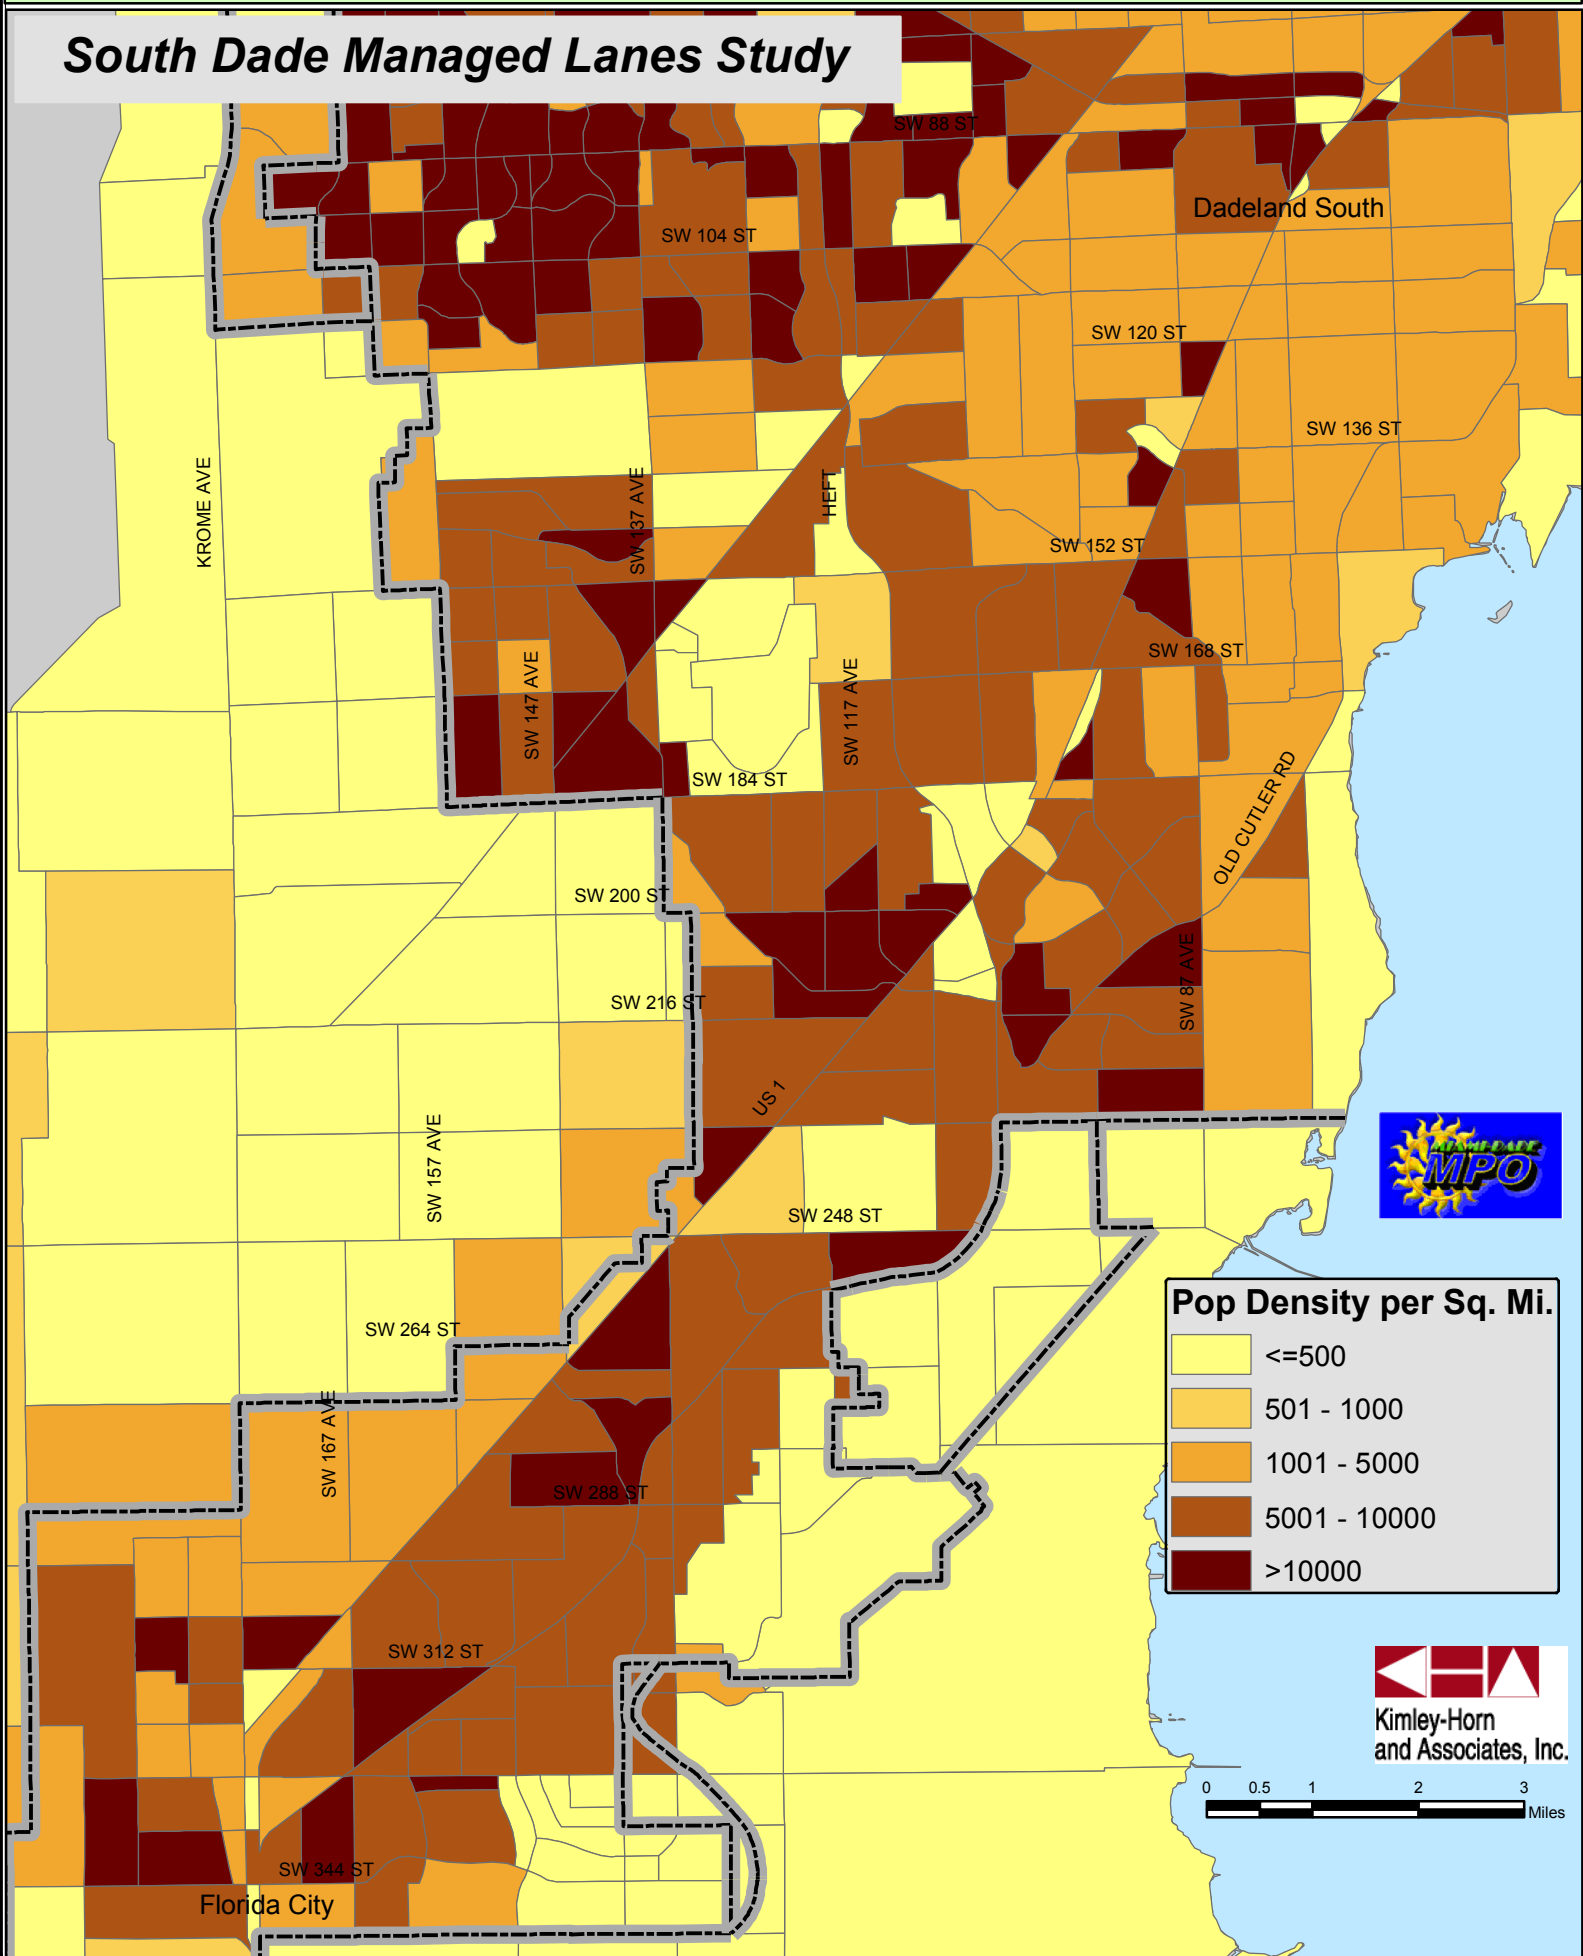 South Dade Managed Lanes Study
SW 88 ST
Dadeland South
SW 104 ST
SW 120 ST
SW 136 ST
KROME AVE
SW 137 AVE
HEFT
SW 152 ST
SW 168 ST
SW 147 AVE
SW 117 AVE
SW 184 ST
OLD CUTLER RD
SW 200 ST
SW 87 AVE
SW 216 ST
US 1
SW 157 AVE
MIAMI-DADE
MPO
SW 248 ST
SW 264 ST
Pop Density per Sq. Mi.
<=500
501 - 1000
1001 - 5000
5001 - 10000
>10000
SW 167 AVE
SW 288 ST
SW 312 ST
Kimley-Horn
and Associates, Inc.
0 0.5 1 2 3
Miles
SW 344 ST
Florida City